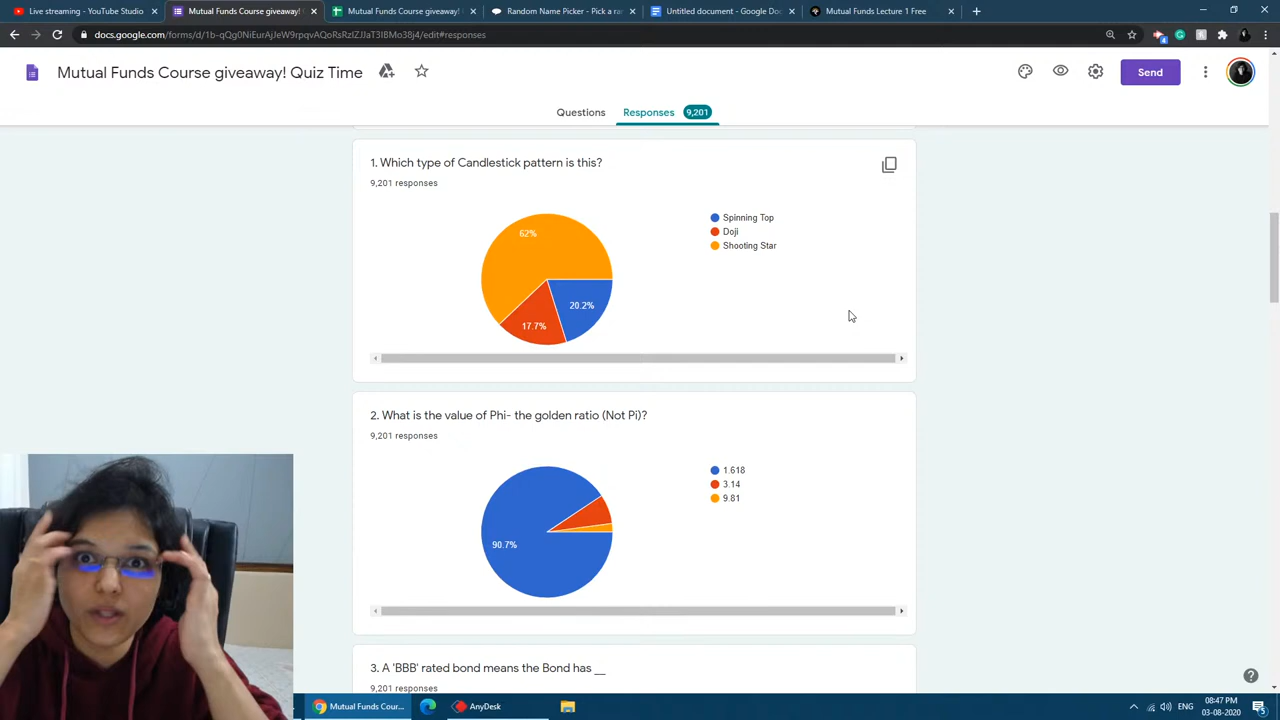 Live streaming - YouTube Studio
Mutual Funds Course giveaway!
Mutual Funds Course giveaway!
Random Name Picker - Pick a ra
Untitled document - Google Doc
Mutual Funds Lecture 1 Free
docs.google.com/forms/d/1b-qQg0NiEurAjJeW9rpqvAQoRsRzIZJJaT3IBMo38j4/edit#responses
Mutual Funds Course giveaway! Quiz Time
Send
Questions
Responses 9,201
1. Which type of Candlestick pattern is this?
9,201 responses
62%
20.2%
17.7%
Spinning Top
Doji
Shooting Star
2. What is the value of Phi- the golden ratio (Not Pi)?
9,201 responses
90.7%
1.618
3.14
9.81
3. A 'BBB' rated bond means the Bond has __
9,201 responses
Mutual Funds Cour...
AnyDesk
ENG
08:47 PM
03-08-2020